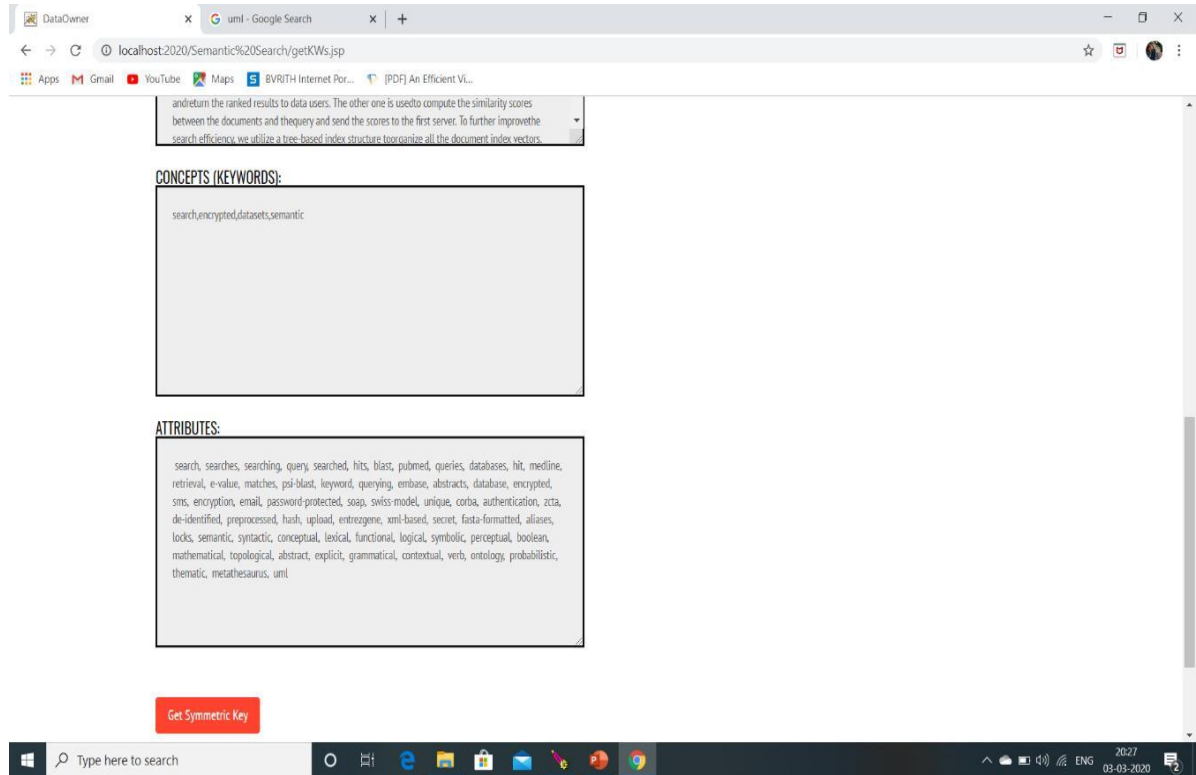 DataOwner
uml - Google Search
localhost:2020/Semantic%20Search/getKWs.jsp
Apps
Gmail
YouTube
Maps
BVRITH Internet Por...
[PDF] An Efficient Vi...
andreturn the ranked results to data users. The other one is usedto compute the similarity scores
between the documents and thequery and send the scores to the first server. To further improvethe
search efficiency, we utilize a tree-based index structure toorganize all the document index vectors.
CONCEPTS (KEYWORDS):
search,encrypted,datasets,semantic
ATTRIBUTES:
search, searches, searching, query, searched, hits, blast, pubmed, queries, databases, hit, medline,
retrieval, e-value, matches, psi-blast, keyword, querying, embase, abstracts, database, encrypted,
sms, encryption, email, password-protected, soap, swiss-model, unique, corba, authentication, zcta,
de-identified, preprocessed, hash, upload, entrezgene, xml-based, secret, fasta-formatted, aliases,
locks, semantic, syntactic, conceptual, lexical, functional, logical, symbolic, perceptual, boolean,
mathematical, topological, abstract, explicit, grammatical, contextual, verb, ontology, probabilistic,
thematic, metathesaurus, uml
Get Symmetric Key
Type here to search
ENG
20:27
03-03-2020